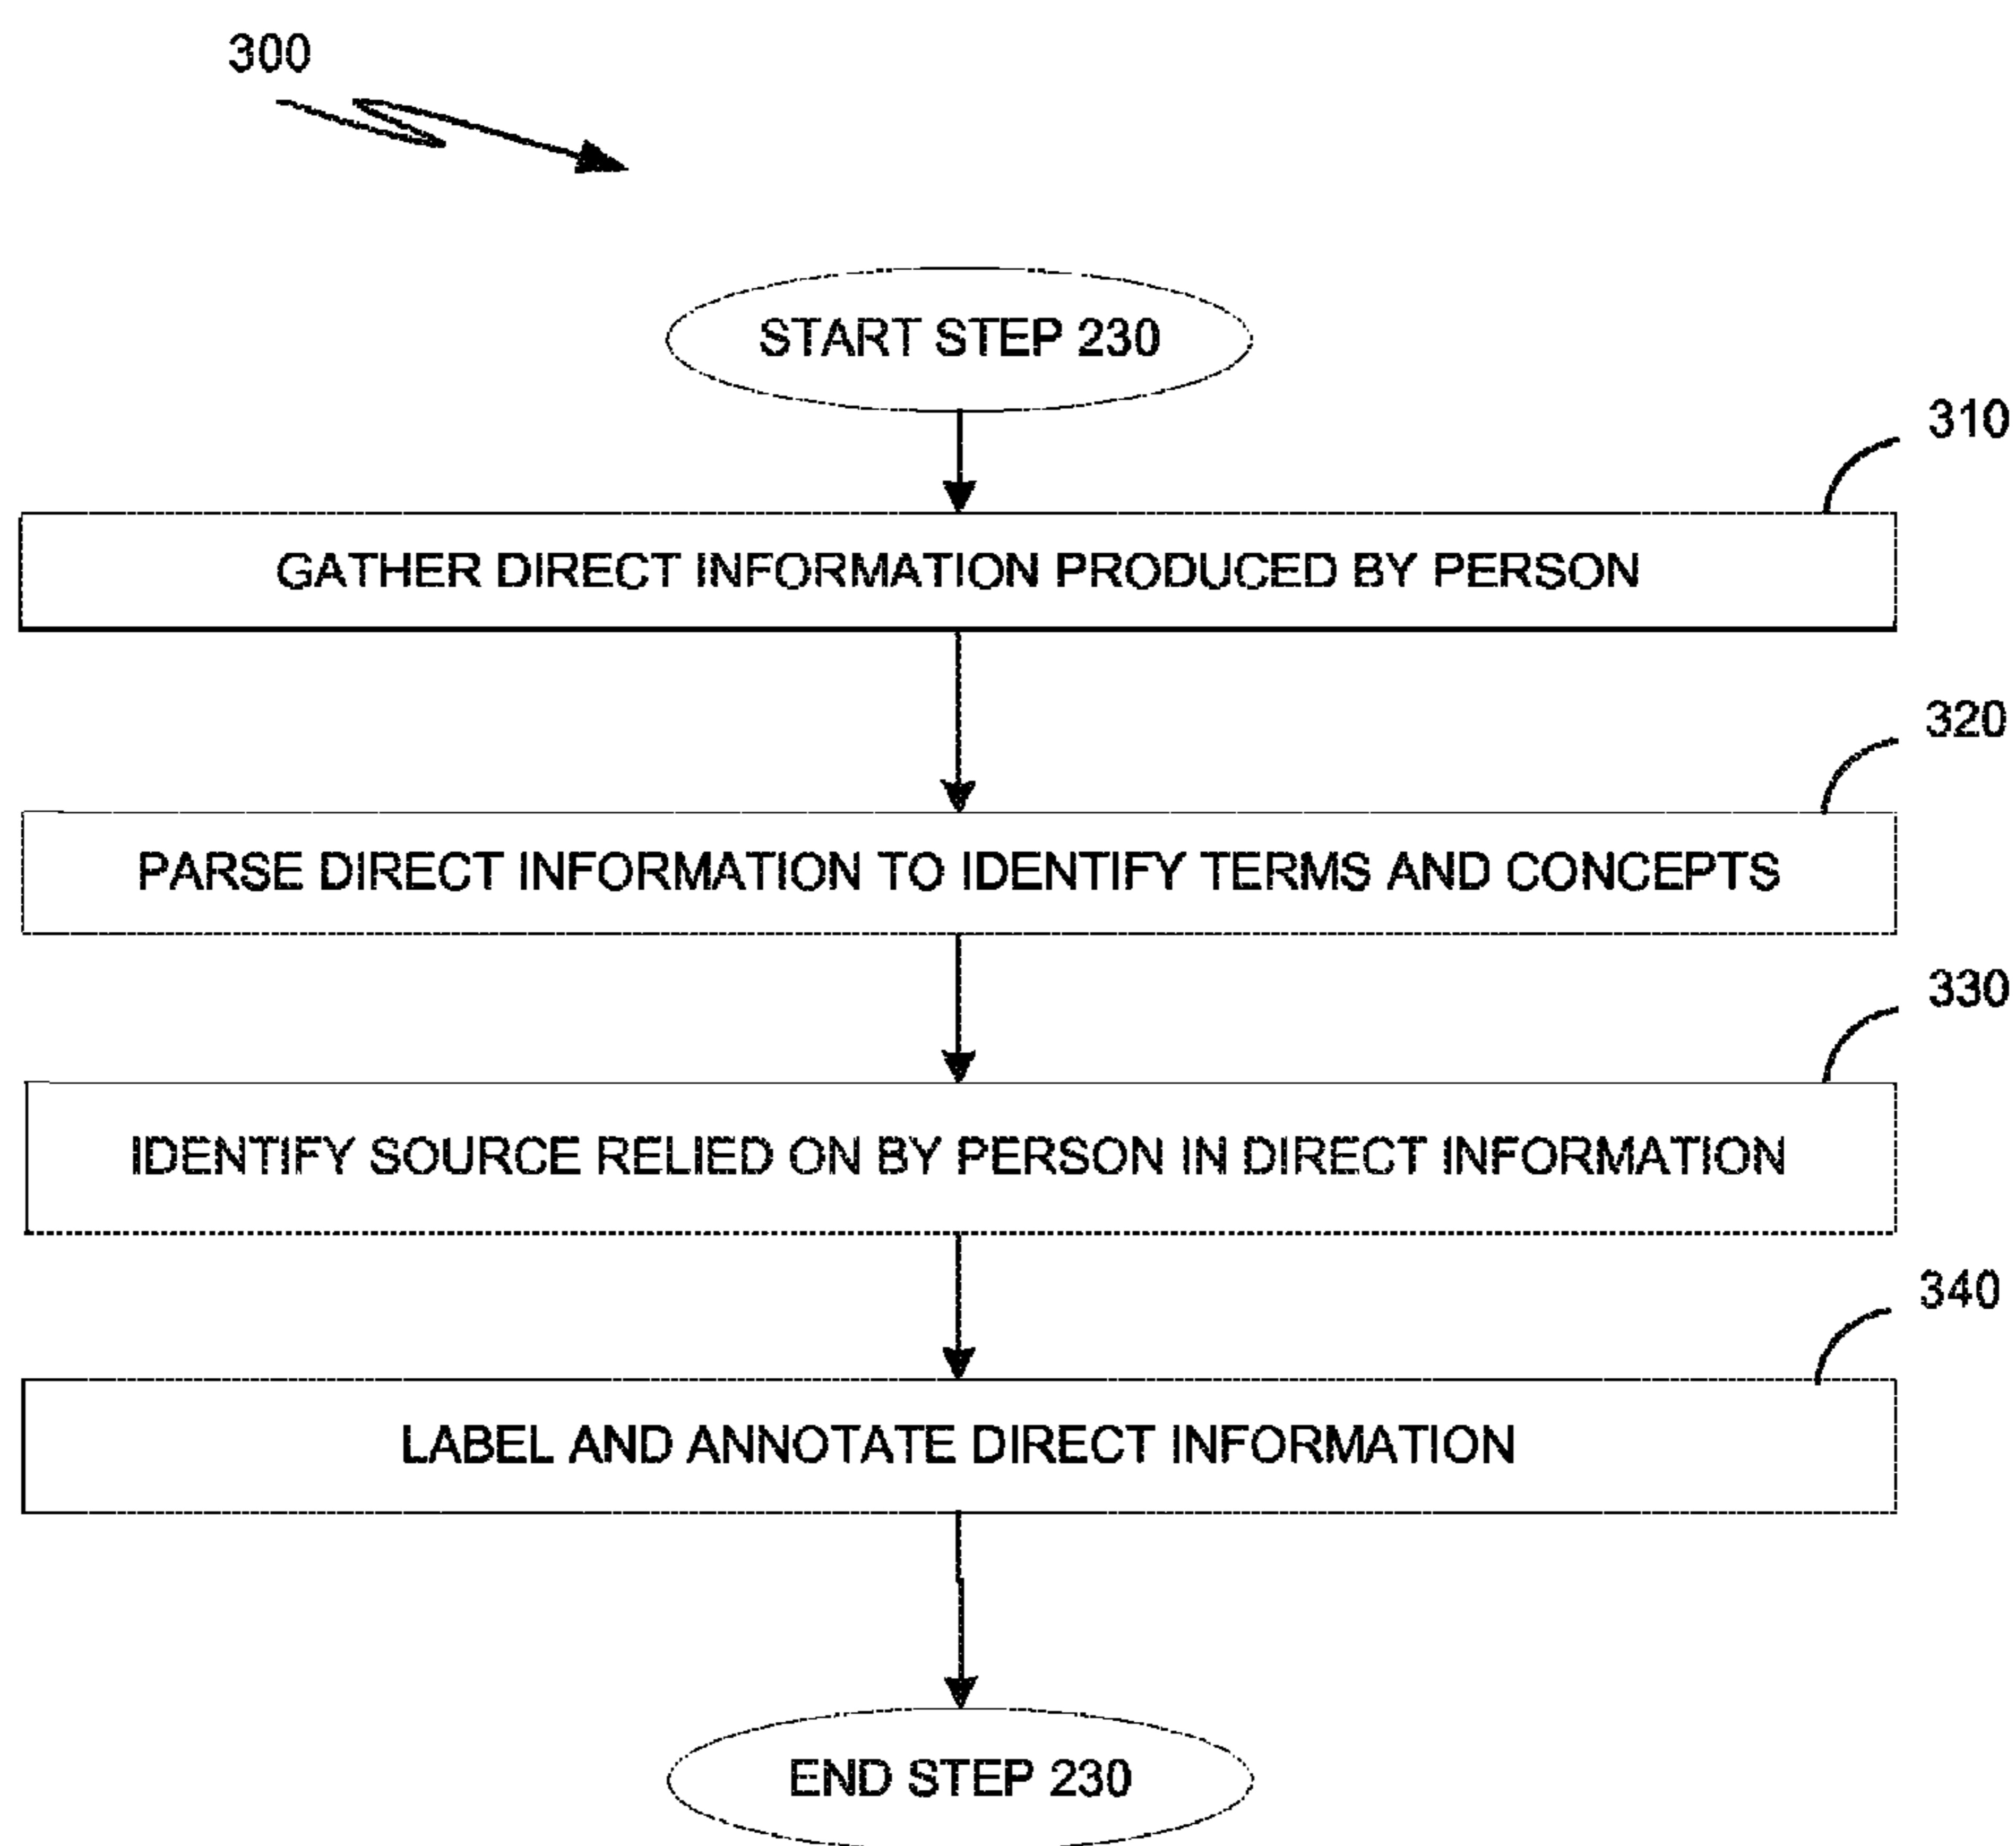 300
START STEP 230
310
GATHER DIRECT INFORMATION PRODUCED BY PERSON
320
PARSE DIRECT INFORMATION TO IDENTIFY TERMS AND CONCEPTS
330
IDENTIFY SOURCE RELIED ON BY PERSON IN DIRECT INFORMATION
340
LABEL AND ANNOTATE DIRECT INFORMATION
END STEP 230